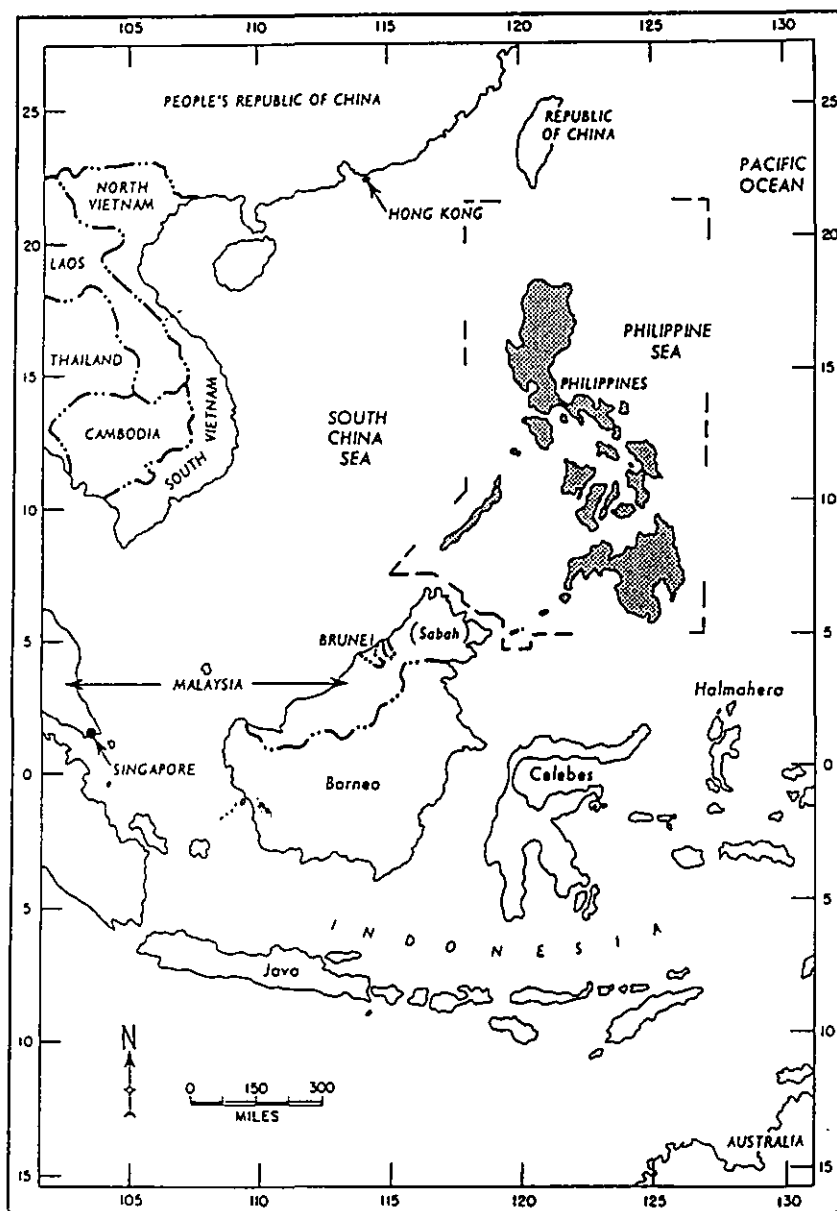 105 110 115 120 125 130
25 25
20 20
15 15
10 10
5 5
0 0
5 5
10 10
15 15
105 110 115 120 125 130
PEOPLE'S REPUBLIC OF CHINA
REPUBLIC
OF CHINA
PACIFIC
OCEAN
NORTH
VIETNAM
HONG KONG
LAOS
THAILAND
PHILIPPINE
SEA
PHILIPPINES
CAMBODIA
SOUTH VIETNAM
SOUTH
CHINA
SEA
BRUNEI
(Sabah)
MALAYSIA
Halmahera
SINGAPORE
Borneo
Celebes
INDONESIA
Java
N
0 150 300
MILES
AUSTRALIA